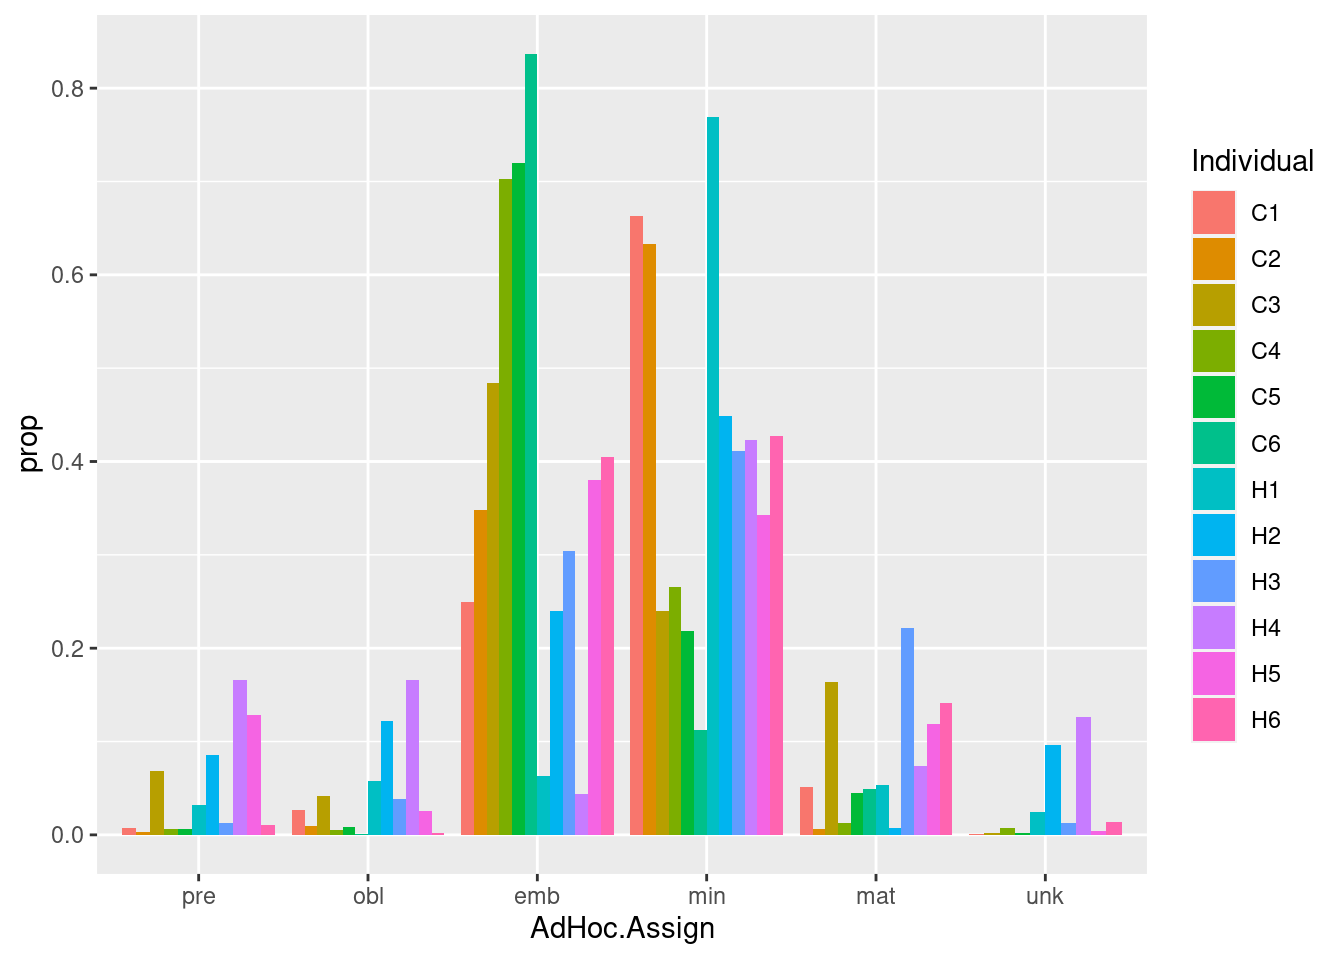 0.8
0.6
0.4
0.2
0.0
prop
pre
obl
emb
min
mat
unk
AdHoc.Assign
Individual
C1
C2
C3
C4
C5
C6
H1
H2
H3
H4
H5
H6